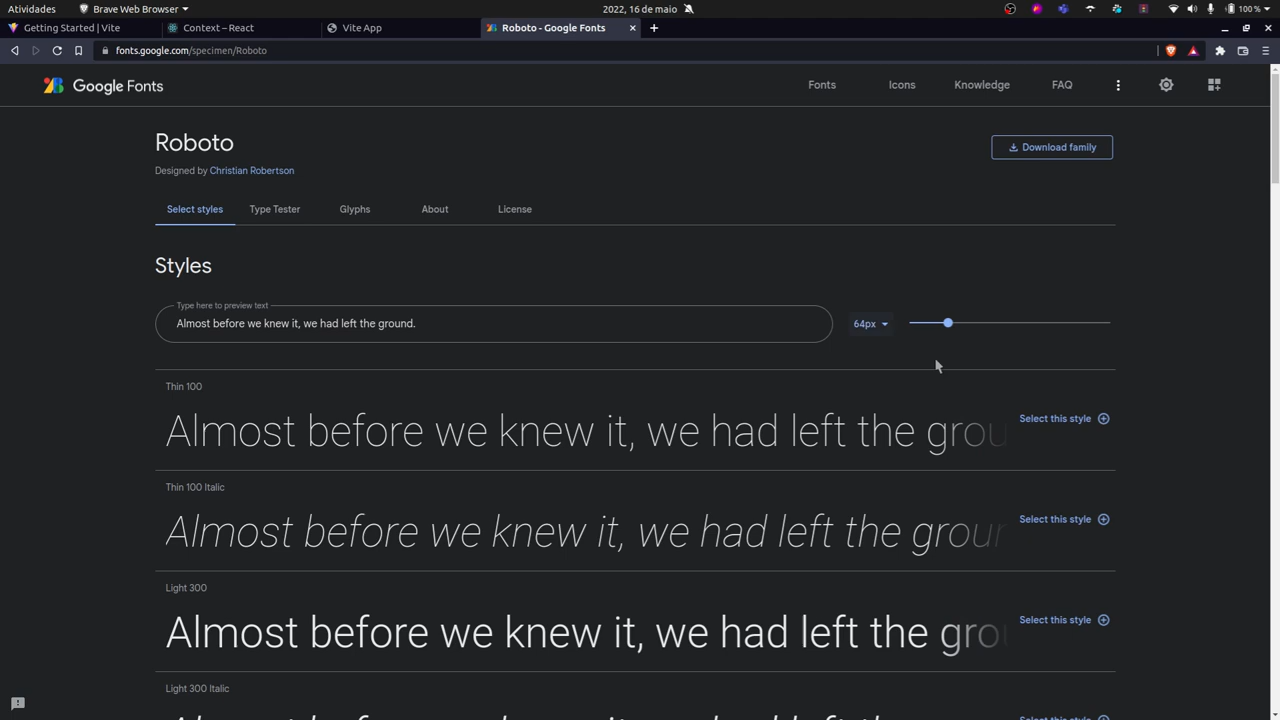 Atividades
Brave Web Browser
2022, 16 de maio
100 %
Getting Started | Vite
Context – React
Vite App
Roboto - Google Fonts
fonts.google.com/specimen/Roboto
Google Fonts
Fonts
Icons
Knowledge
FAQ
Roboto
Download family
Designed by Christian Robertson
Select styles
Type Tester
Glyphs
About
License
Styles
Type here to preview text
Almost before we knew it, we had left the ground.
64px
Thin 100
Almost before we knew it, we had left the grou
Select this style
Thin 100 Italic
Almost before we knew it, we had left the groun
Select this style
Light 300
Almost before we knew it, we had left the grou
Select this style
Light 300 Italic